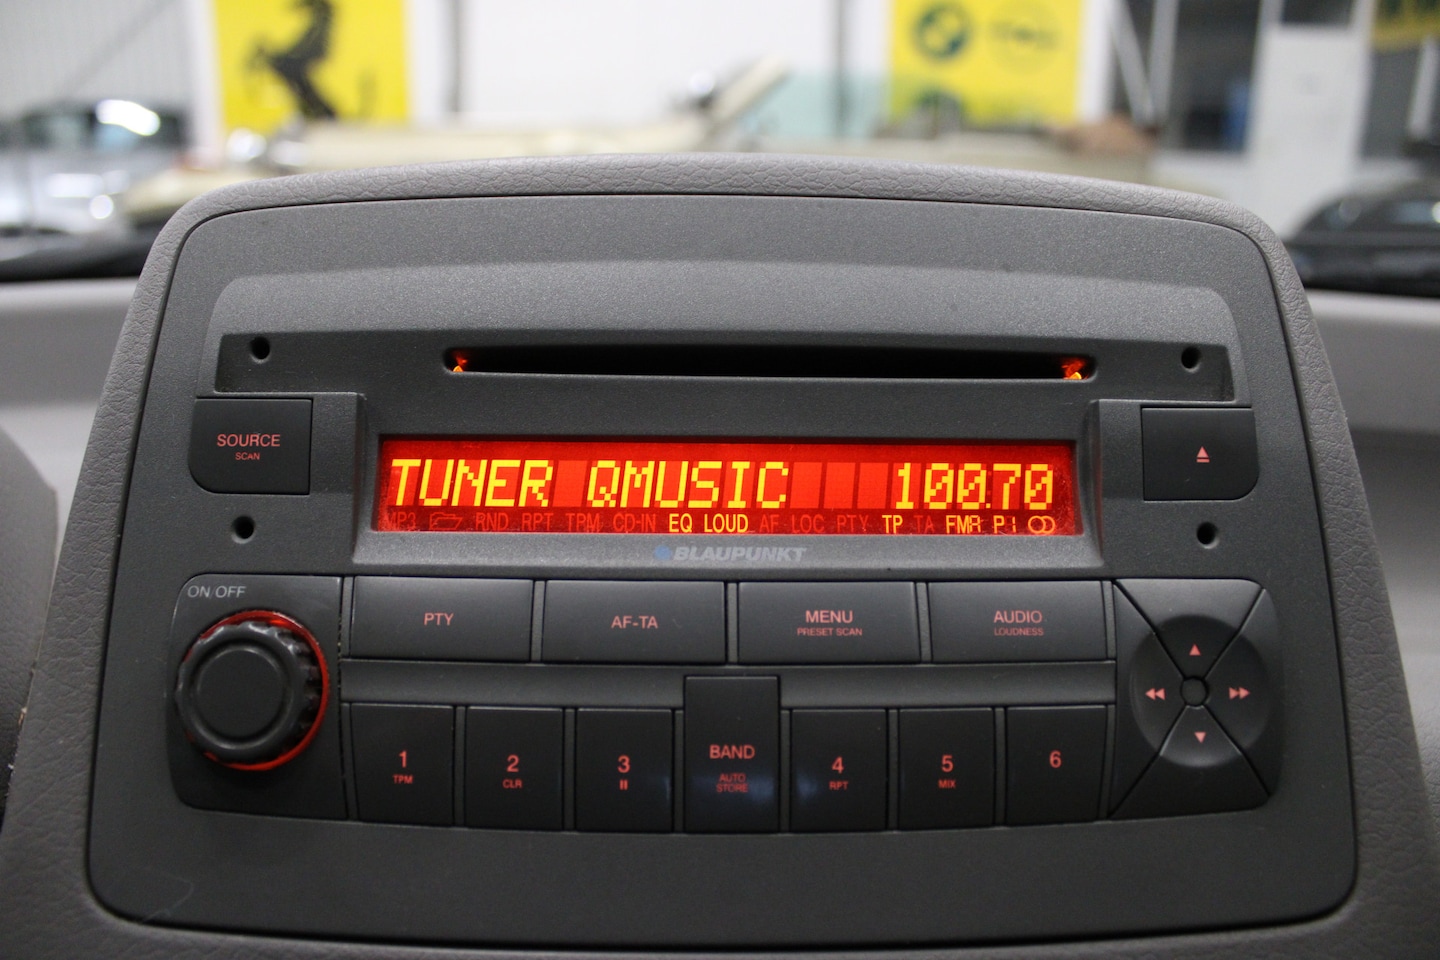 SOURCE
SCAN
TUNER QMUSIC 100.70
MP3 RND RPT TPM CD-IN EQ LOUD AF LOC PTY TP TA FM
BLAUPUNKT
ON OFF
PTY
AF-TA
MENU
PRESET SCAN
AUDIO
LOUDNESS
1
TPM
2
CLR
3
BAND
AUTO
STORE
4
RPT
5
MIX
6